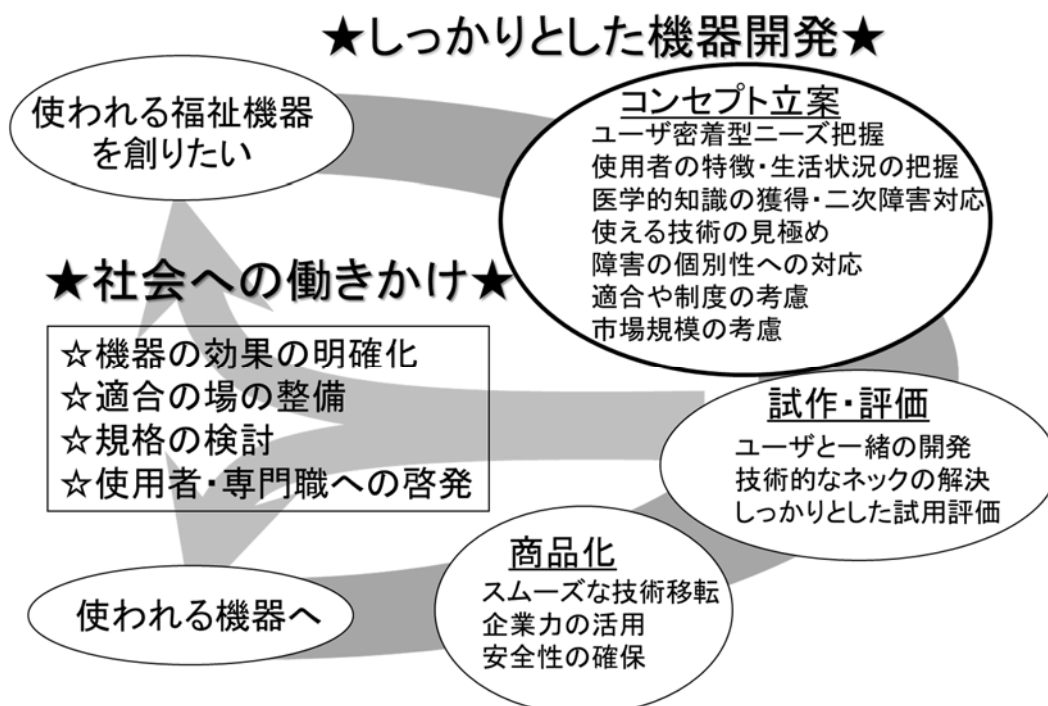 ★しっかりとした機器開発★
使われる福祉機器
を創りたい
コンセプト立案
ユーザ密着型ニーズ把握
使用者の特徴・生活状況の把握
医学的知識の獲得・二次障害対応
使える技術の見極め
障害の個別性への対応
適合や制度の考慮
市場規模の考慮
★社会への働きかけ★
☆機器の効果の明確化
☆適合の場の整備
☆規格の検討
☆使用者・専門職への啓発
試作・評価
ユーザと一緒の開発
技術的なネックの解決
しっかりとした試用評価
商品化
スムーズな技術移転
企業力の活用
安全性の確保
使われる機器へ